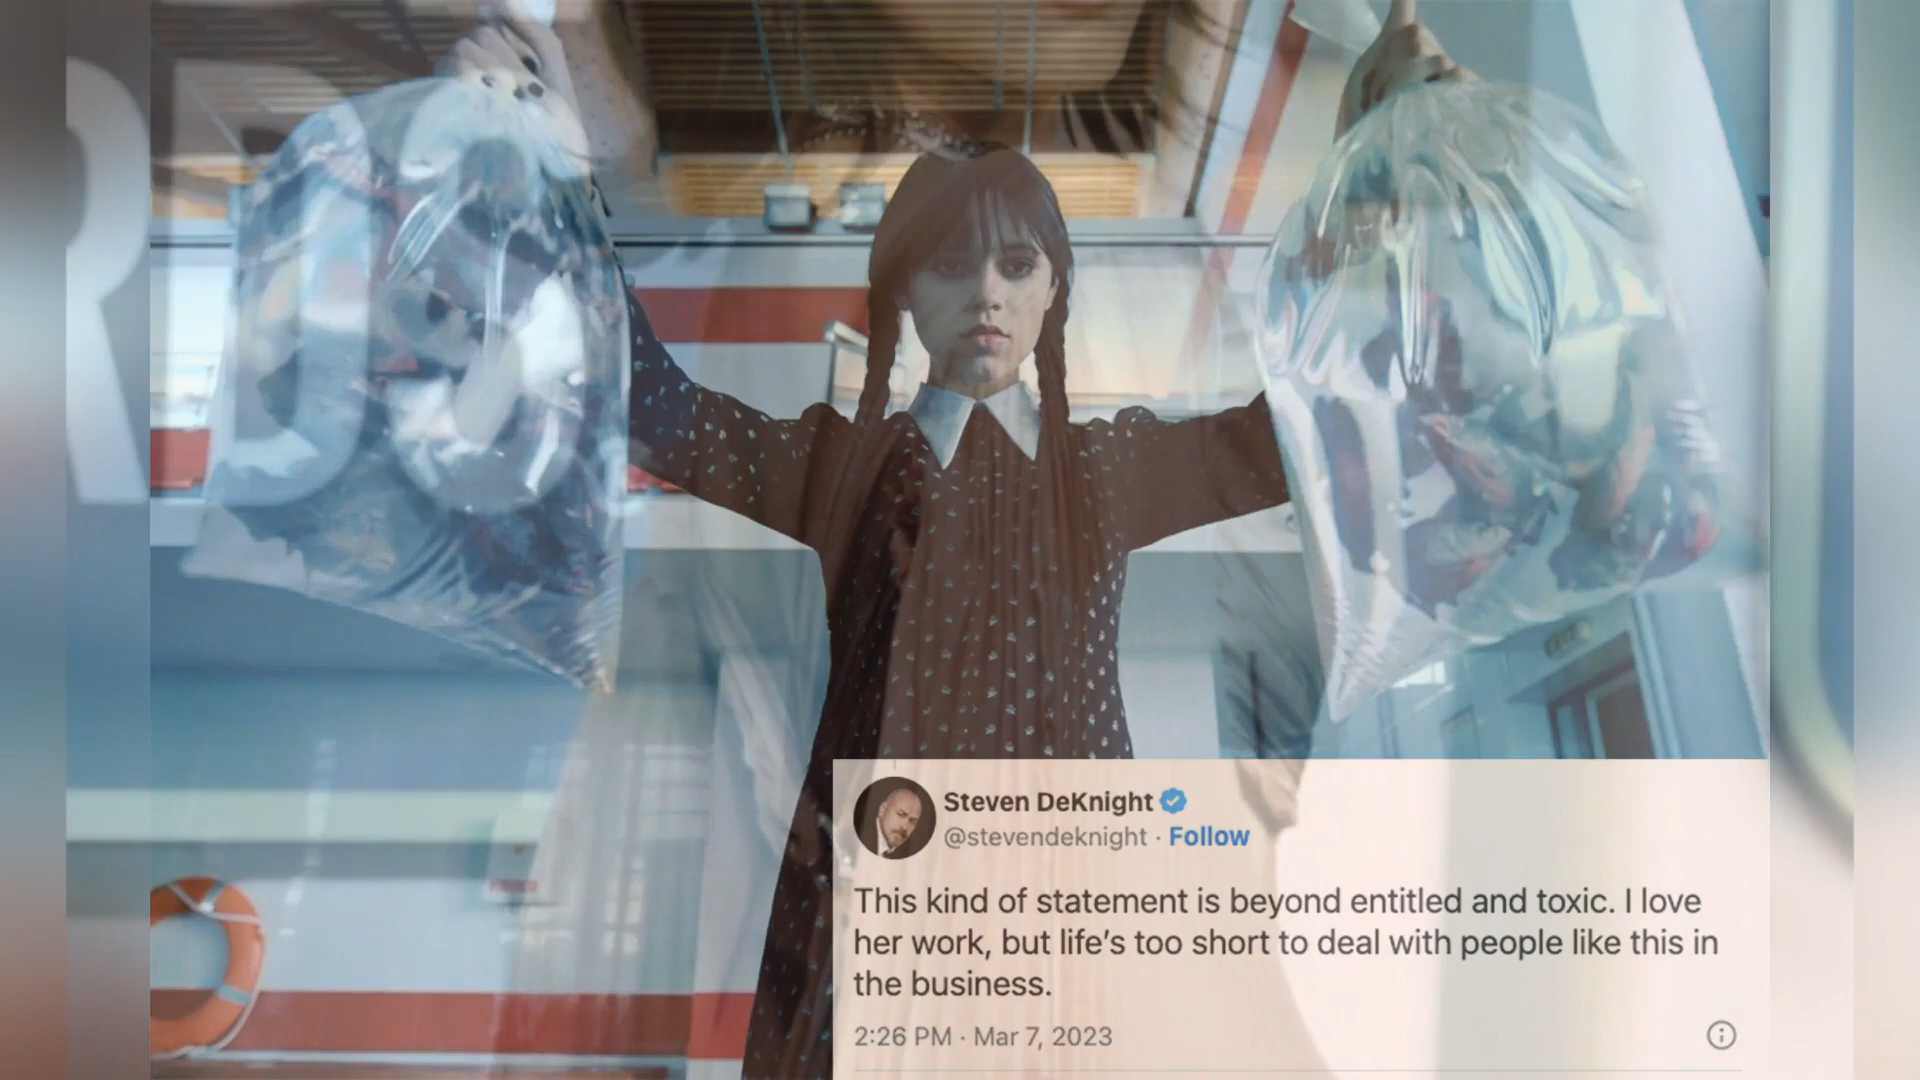 Steven DeKnight
@stevendeknight · Follow
This kind of statement is beyond entitled and toxic. I love
her work, but life's too short to deal with people like this in
the business.
2:26 PM · Mar 7, 2023